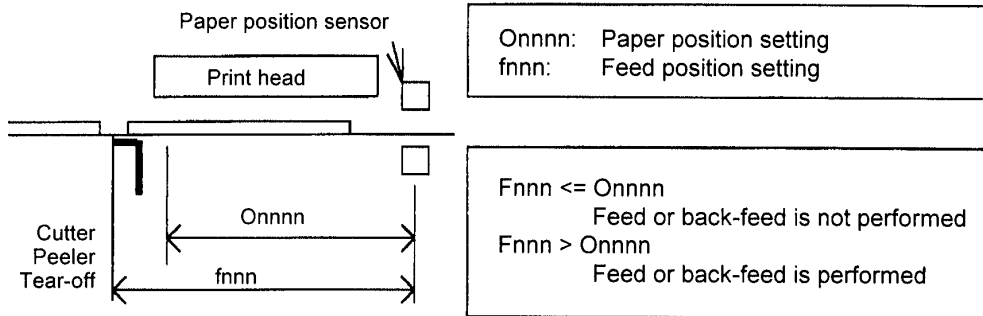 Paper position sensor
Print head
Onnnn: Paper position setting
fnnn: Feed position setting
Onnnn
fnnn
Cutter
Peeler
Tear-off
Fnnn <= Onnnn
Feed or back-feed is not performed
Fnnn > Onnnn
Feed or back-feed is performed